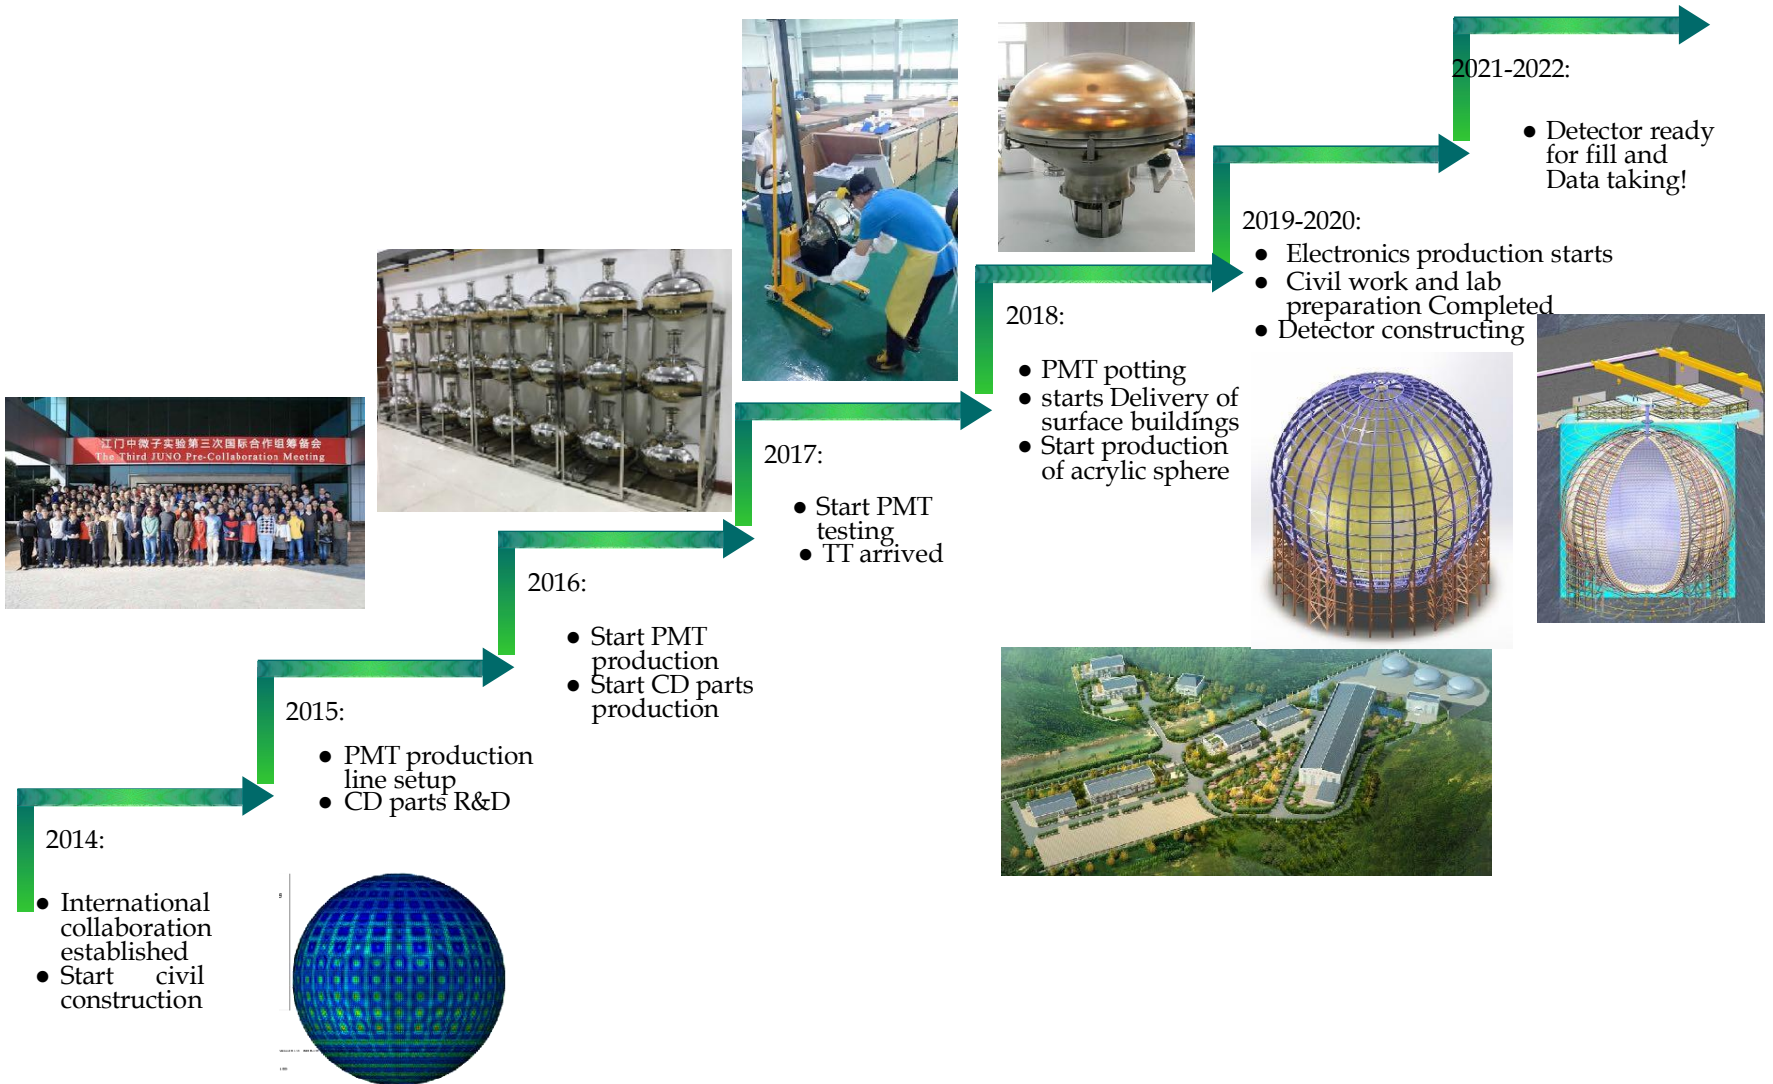 江门中微子实验第三次国际合作组筹备会
The Third JUNO Pre-Collaboration Meeting
2014:
● International
collaboration
established
● Start civil
construction
2015:
● PMT production
line setup
● CD parts R&D
2016:
● Start PMT
production
● Start CD parts
production
2017:
● Start PMT
testing
● TT arrived
2018:
● PMT potting
● starts Delivery of
surface buildings
● Start production
of acrylic sphere
2019-2020:
● Electronics production starts
● Civil work and lab
preparation Completed
● Detector constructing
2021-2022:
● Detector ready
for fill and
Data taking!